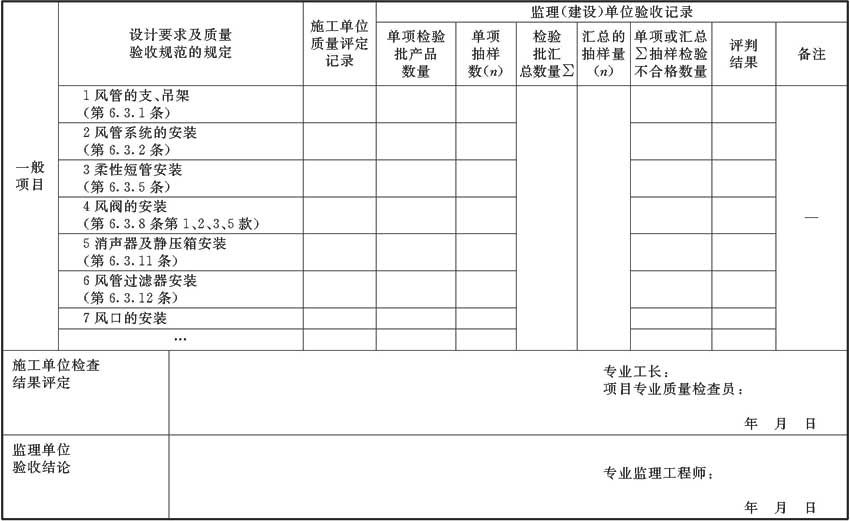 设计要求及质量
验收规范的规定
施工单位
质量评定
记录
监理(建设)单位验收记录
单项检验
批产品
数量
单项
抽样
数(n)
检验
批汇
总数量∑
汇总的
抽样量
(n)
单项或汇总
∑抽样检验
不合格数量
评判
结果
备注
一般
项目
1 风管的支、吊架
(第 6.3.1 条)
2 风管系统的安装
(第 6.3.2 条)
3 柔性短管安装
(第 6.3.5 条)
4 风阀的安装
(第 6.3.8 条第 1、2、3、5 款)
5 消声器及静压箱安装
(第 6.3.11 条)
6 风管过滤器安装
(第 6.3.12 条)
7 风口的安装
…
—
施工单位检查
结果评定
专业工长:
项目专业质量检查员:
年 月 日
监理单位
验收结论
专业监理工程师:
年 月 日